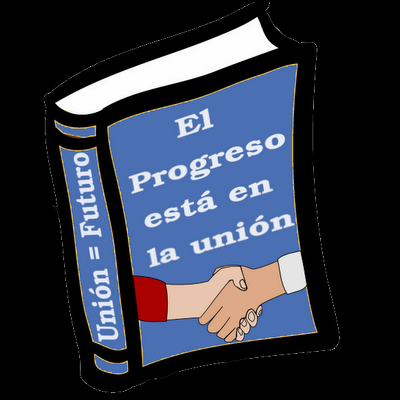 El
Progreso
está en
la unión
Unión = Futuro